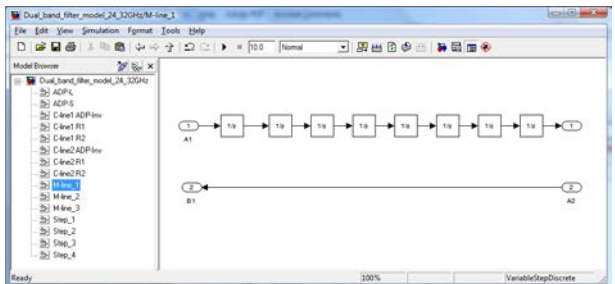 Dual_band_filter_model_24_32GHz/M-line_1
File Edit View Simulation Format Tools Help
10.0 Normal
Model Browser
Dual_band_filter_model_24_32GHz
ADP-L
ADP-S
C-line1 ADP-Inv
C-line1 R1
C-line1 R2
C-line2 ADP-Inv
C-line2 R1
C-line2 R2
M-line_1
M-line_2
M-line_3
Step_1
Step_2
Step_3
Step_4
1 1/z 1/z 1/z 1/z 1/z 1/z 1/z 1/z 1
A1
2 2
B1 A2
Ready 100% VariableStepDiscrete